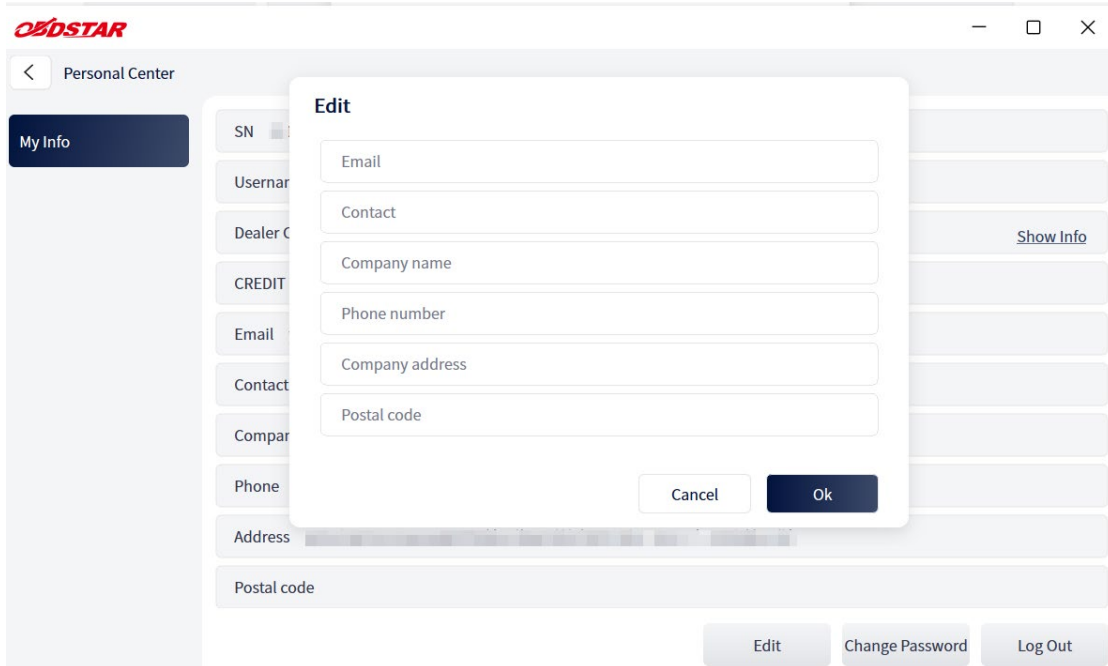 OBDSTAR
Personal Center
My Info
SN
Edit
Email
Contact
Company name
Phone number
Company address
Postal code
Cancel
Ok
Usernar
Dealer C
Show Info
CREDIT
Email
Contact
Compar
Phone
Address
Postal code
Edit
Change Password
Log Out